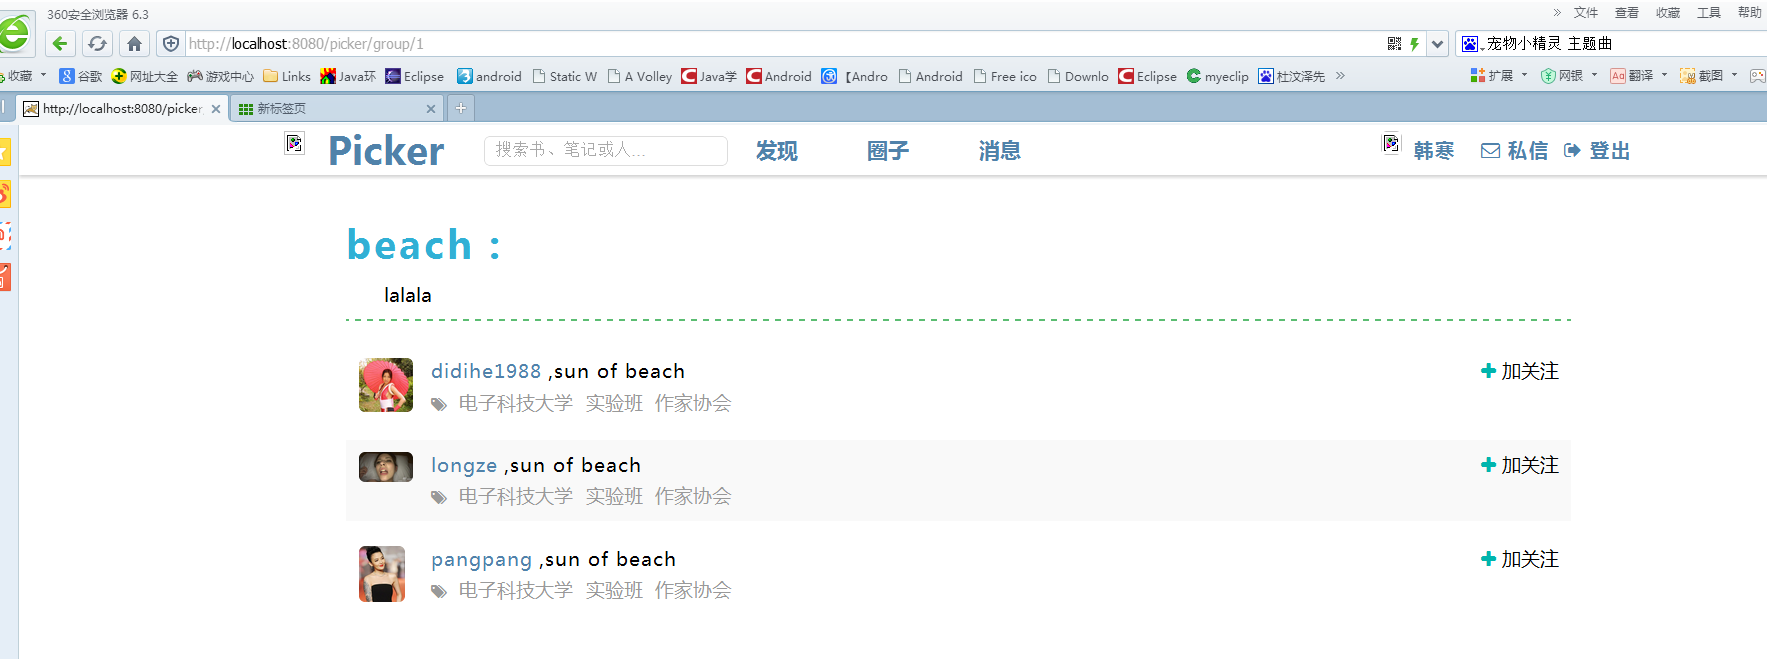 360安全浏览器 6.3
» 文件 查看 收藏 工具 帮助
http://localhost:8080/picker/group/1
宠物小精灵 主题曲
收藏 谷歌 网址大全 游戏中心 Links Java环 Eclipse android Static W A Volley Java学 Android 【Andro Android Free ico Downlo Eclipse myeclip 杜汶泽先 » 扩展 网银 翻译 截图
http://localhost:8080/picker 新标签页
Picker 搜索书、笔记或人... 发现 圈子 消息 韩寒 私信 登出
beach :
lalala
didihe1988 ,sun of beach 加关注
电子科技大学 实验班 作家协会
longze ,sun of beach 加关注
电子科技大学 实验班 作家协会
pangpang ,sun of beach 加关注
电子科技大学 实验班 作家协会